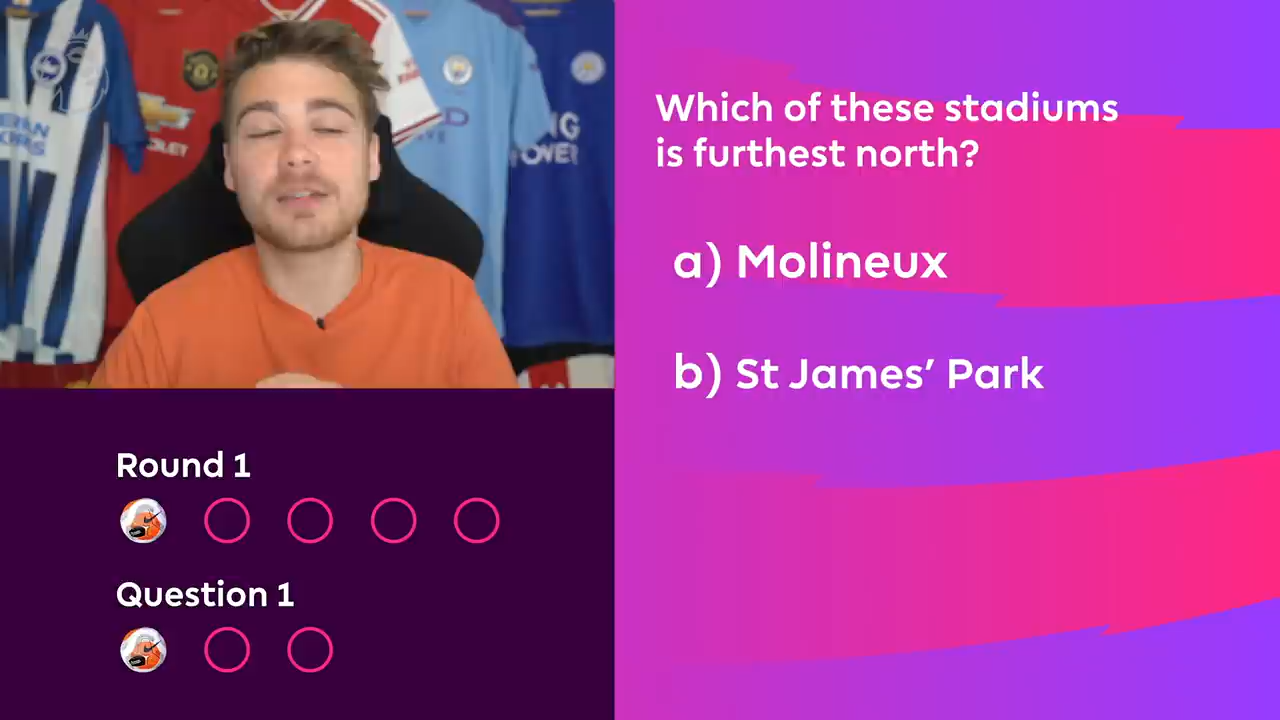 Which of these stadiums
is furthest north?
a) Molineux
b) St James’ Park
Round 1
Question 1